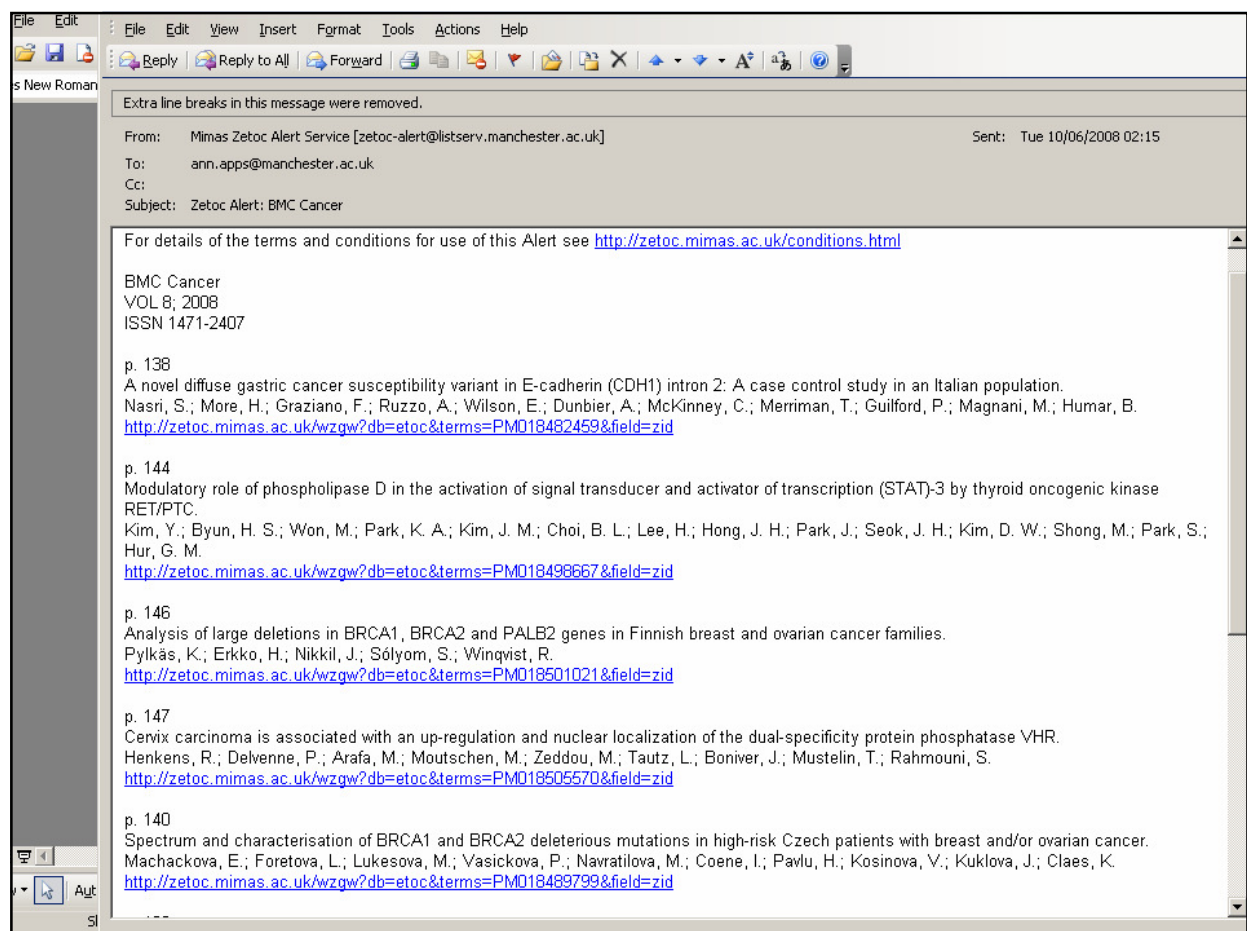 File Edit
s New Roman
File Edit View Insert Format Tools Actions Help
Reply Reply to All Forward
Extra line breaks in this message were removed.
From: Mimas Zetoc Alert Service [zetoc-alert@listserv.manchester.ac.uk] Sent: Tue 10/06/2008 02:15
To: ann.apps@manchester.ac.uk
Cc:
Subject: Zetoc Alert: BMC Cancer
For details of the terms and conditions for use of this Alert see http://zetoc.mimas.ac.uk/conditions.html
BMC Cancer
VOL 8; 2008
ISSN 1471-2407
p. 138
A novel diffuse gastric cancer susceptibility variant in E-cadherin (CDH1) intron 2: A case control study in an Italian population.
Nasri, S.; More, H.; Graziano, F.; Ruzzo, A.; Wilson, E.; Dunbier, A.; McKinney, C.; Merriman, T.; Guilford, P.; Magnani, M.; Humar, B.
http://zetoc.mimas.ac.uk/wzgw?db=etoc&terms=PM018482459&field=zid
p. 144
Modulatory role of phospholipase D in the activation of signal transducer and activator of transcription (STAT)-3 by thyroid oncogenic kinase
RET/PTC.
Kim, Y.; Byun, H. S.; Won, M.; Park, K. A.; Kim, J. M.; Choi, B. L.; Lee, H.; Hong, J. H.; Park, J.; Seok, J. H.; Kim, D. W.; Shong, M.; Park, S.;
Hur, G. M.
http://zetoc.mimas.ac.uk/wzgw?db=etoc&terms=PM018498667&field=zid
p. 146
Analysis of large deletions in BRCA1, BRCA2 and PALB2 genes in Finnish breast and ovarian cancer families.
Pylkäs, K.; Erkko, H.; Nikkil, J.; Sólyom, S.; Winqvist, R.
http://zetoc.mimas.ac.uk/wzgw?db=etoc&terms=PM018501021&field=zid
p. 147
Cervix carcinoma is associated with an up-regulation and nuclear localization of the dual-specificity protein phosphatase VHR.
Henkens, R.; Delvenne, P.; Arafa, M.; Moutschen, M.; Zeddou, M.; Tautz, L.; Boniver, J.; Mustelin, T.; Rahmouni, S.
http://zetoc.mimas.ac.uk/wzgw?db=etoc&terms=PM018505570&field=zid
p. 140
Spectrum and characterisation of BRCA1 and BRCA2 deleterious mutations in high-risk Czech patients with breast and/or ovarian cancer.
Machackova, E.; Foretova, L.; Lukesova, M.; Vasickova, P.; Navratilova, M.; Coene, I.; Pavlu, H.; Kosinova, V.; Kuklova, J.; Claes, K.
http://zetoc.mimas.ac.uk/wzgw?db=etoc&terms=PM018489799&field=zid
Aut
Sl